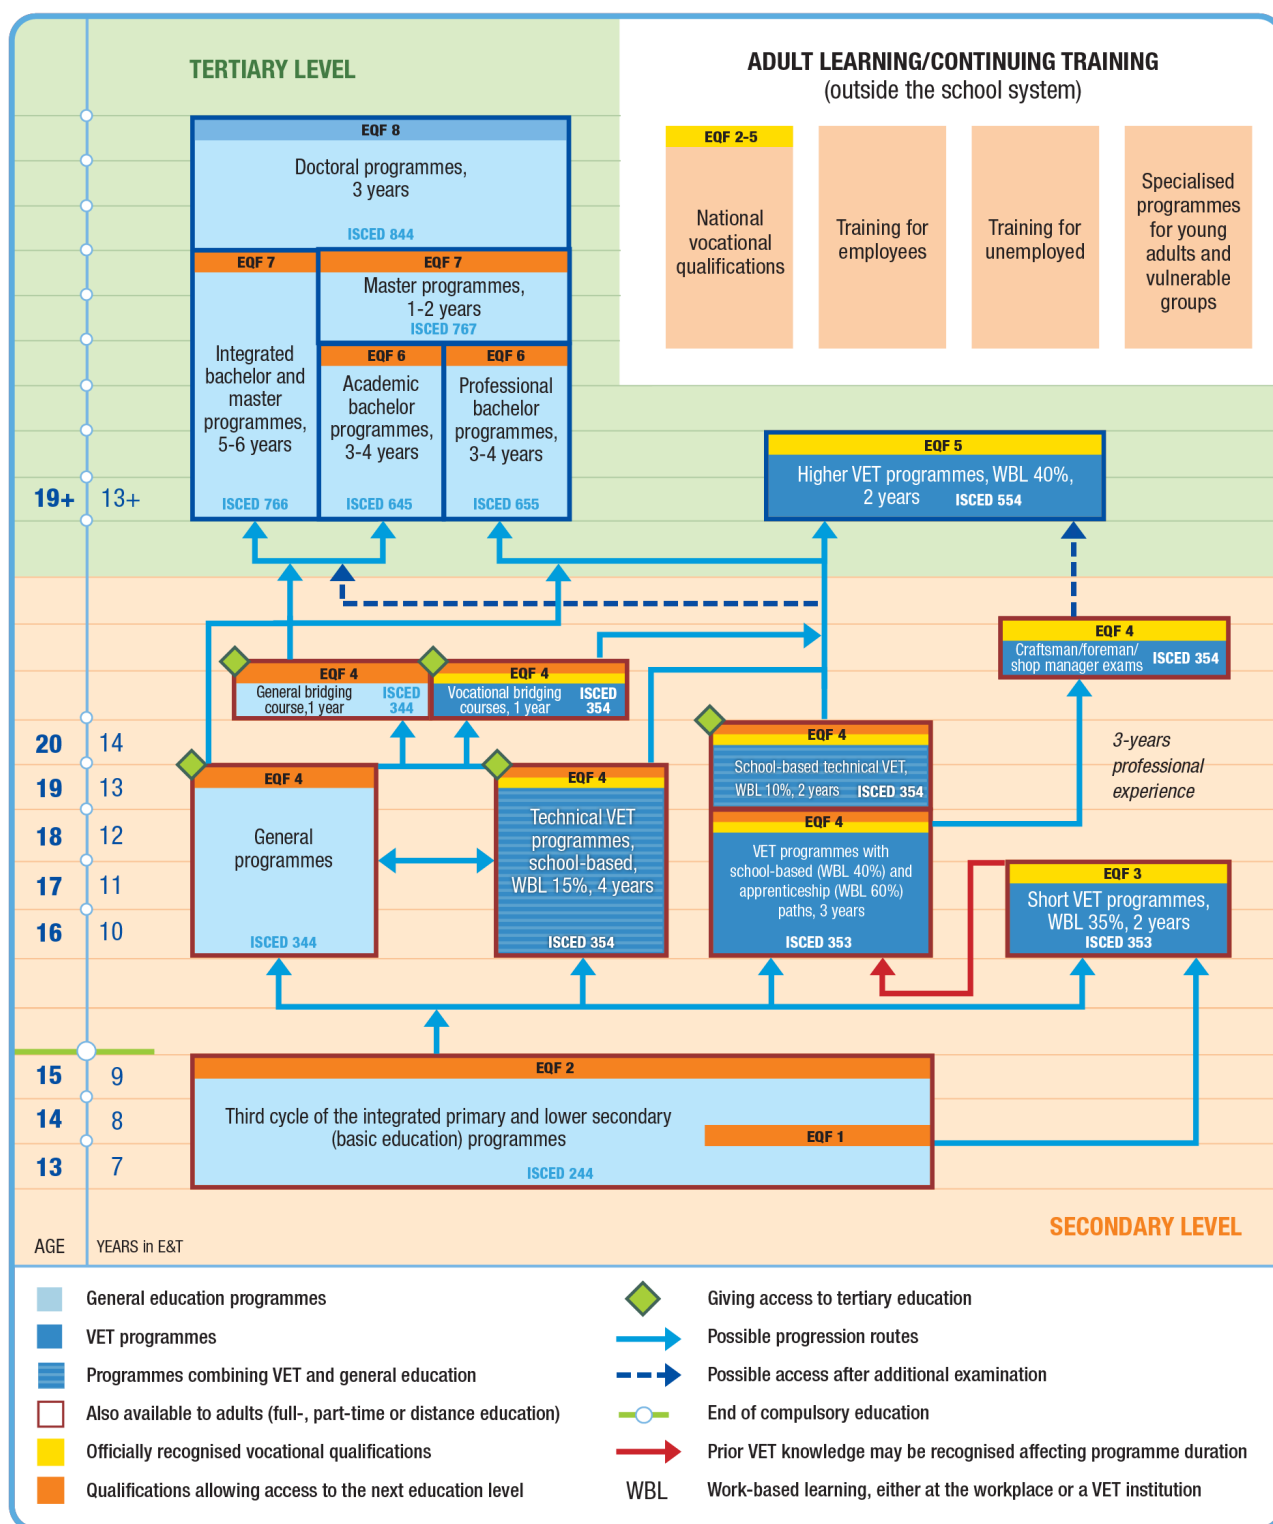 TERTIARY LEVEL
ADULT LEARNING/CONTINUING TRAINING
(outside the school system)
EQF 2-5
National
vocational
qualifications
Training for
employees
Training for
unemployed
Specialised
programmes
for young
adults and
vulnerable
groups
EQF 8
Doctoral programmes,
3 years
ISCED 844
EQF 7
Integrated
bachelor and
master
programmes,
5-6 years
ISCED 766
EQF 7
Master programmes,
1-2 years
ISCED 767
EQF 6
Academic
bachelor
programmes,
3-4 years
ISCED 645
EQF 6
Professional
bachelor
programmes,
3-4 years
ISCED 655
EQF 5
Higher VET programmes, WBL 40%,
2 years ISCED 554
19+ 13+
EQF 4
Craftsman/foreman/
shop manager exams
ISCED 354
EQF 4
General bridging
course,1 year
ISCED
344
EQF 4
Vocational bridging
courses, 1 year
ISCED
354
20 14
19 13
18 12
17 11
16 10
EQF 4
School-based technical VET,
WBL 10%, 2 years ISCED 354
3-years
professional
experience
EQF 4
General
programmes
ISCED 344
EQF 4
Technical VET
programmes,
school-based,
WBL 15%, 4 years
ISCED 354
EQF 4
VET programmes with
school-based (WBL 40%) and
apprenticeship (WBL 60%)
paths, 3 years
ISCED 353
EQF 3
Short VET programmes,
WBL 35%, 2 years
ISCED 353
15 9
14 8
13 7
EQF 2
Third cycle of the integrated primary and lower secondary
(basic education) programmes
EQF 1
ISCED 244
SECONDARY LEVEL
AGE YEARS in E&T
General education programmes
VET programmes
Programmes combining VET and general education
Also available to adults (full-, part-time or distance education)
Officially recognised vocational qualifications
Qualifications allowing access to the next education level
Giving access to tertiary education
Possible progression routes
Possible access after additional examination
End of compulsory education
Prior VET knowledge may be recognised affecting programme duration
WBL Work-based learning, either at the workplace or a VET institution